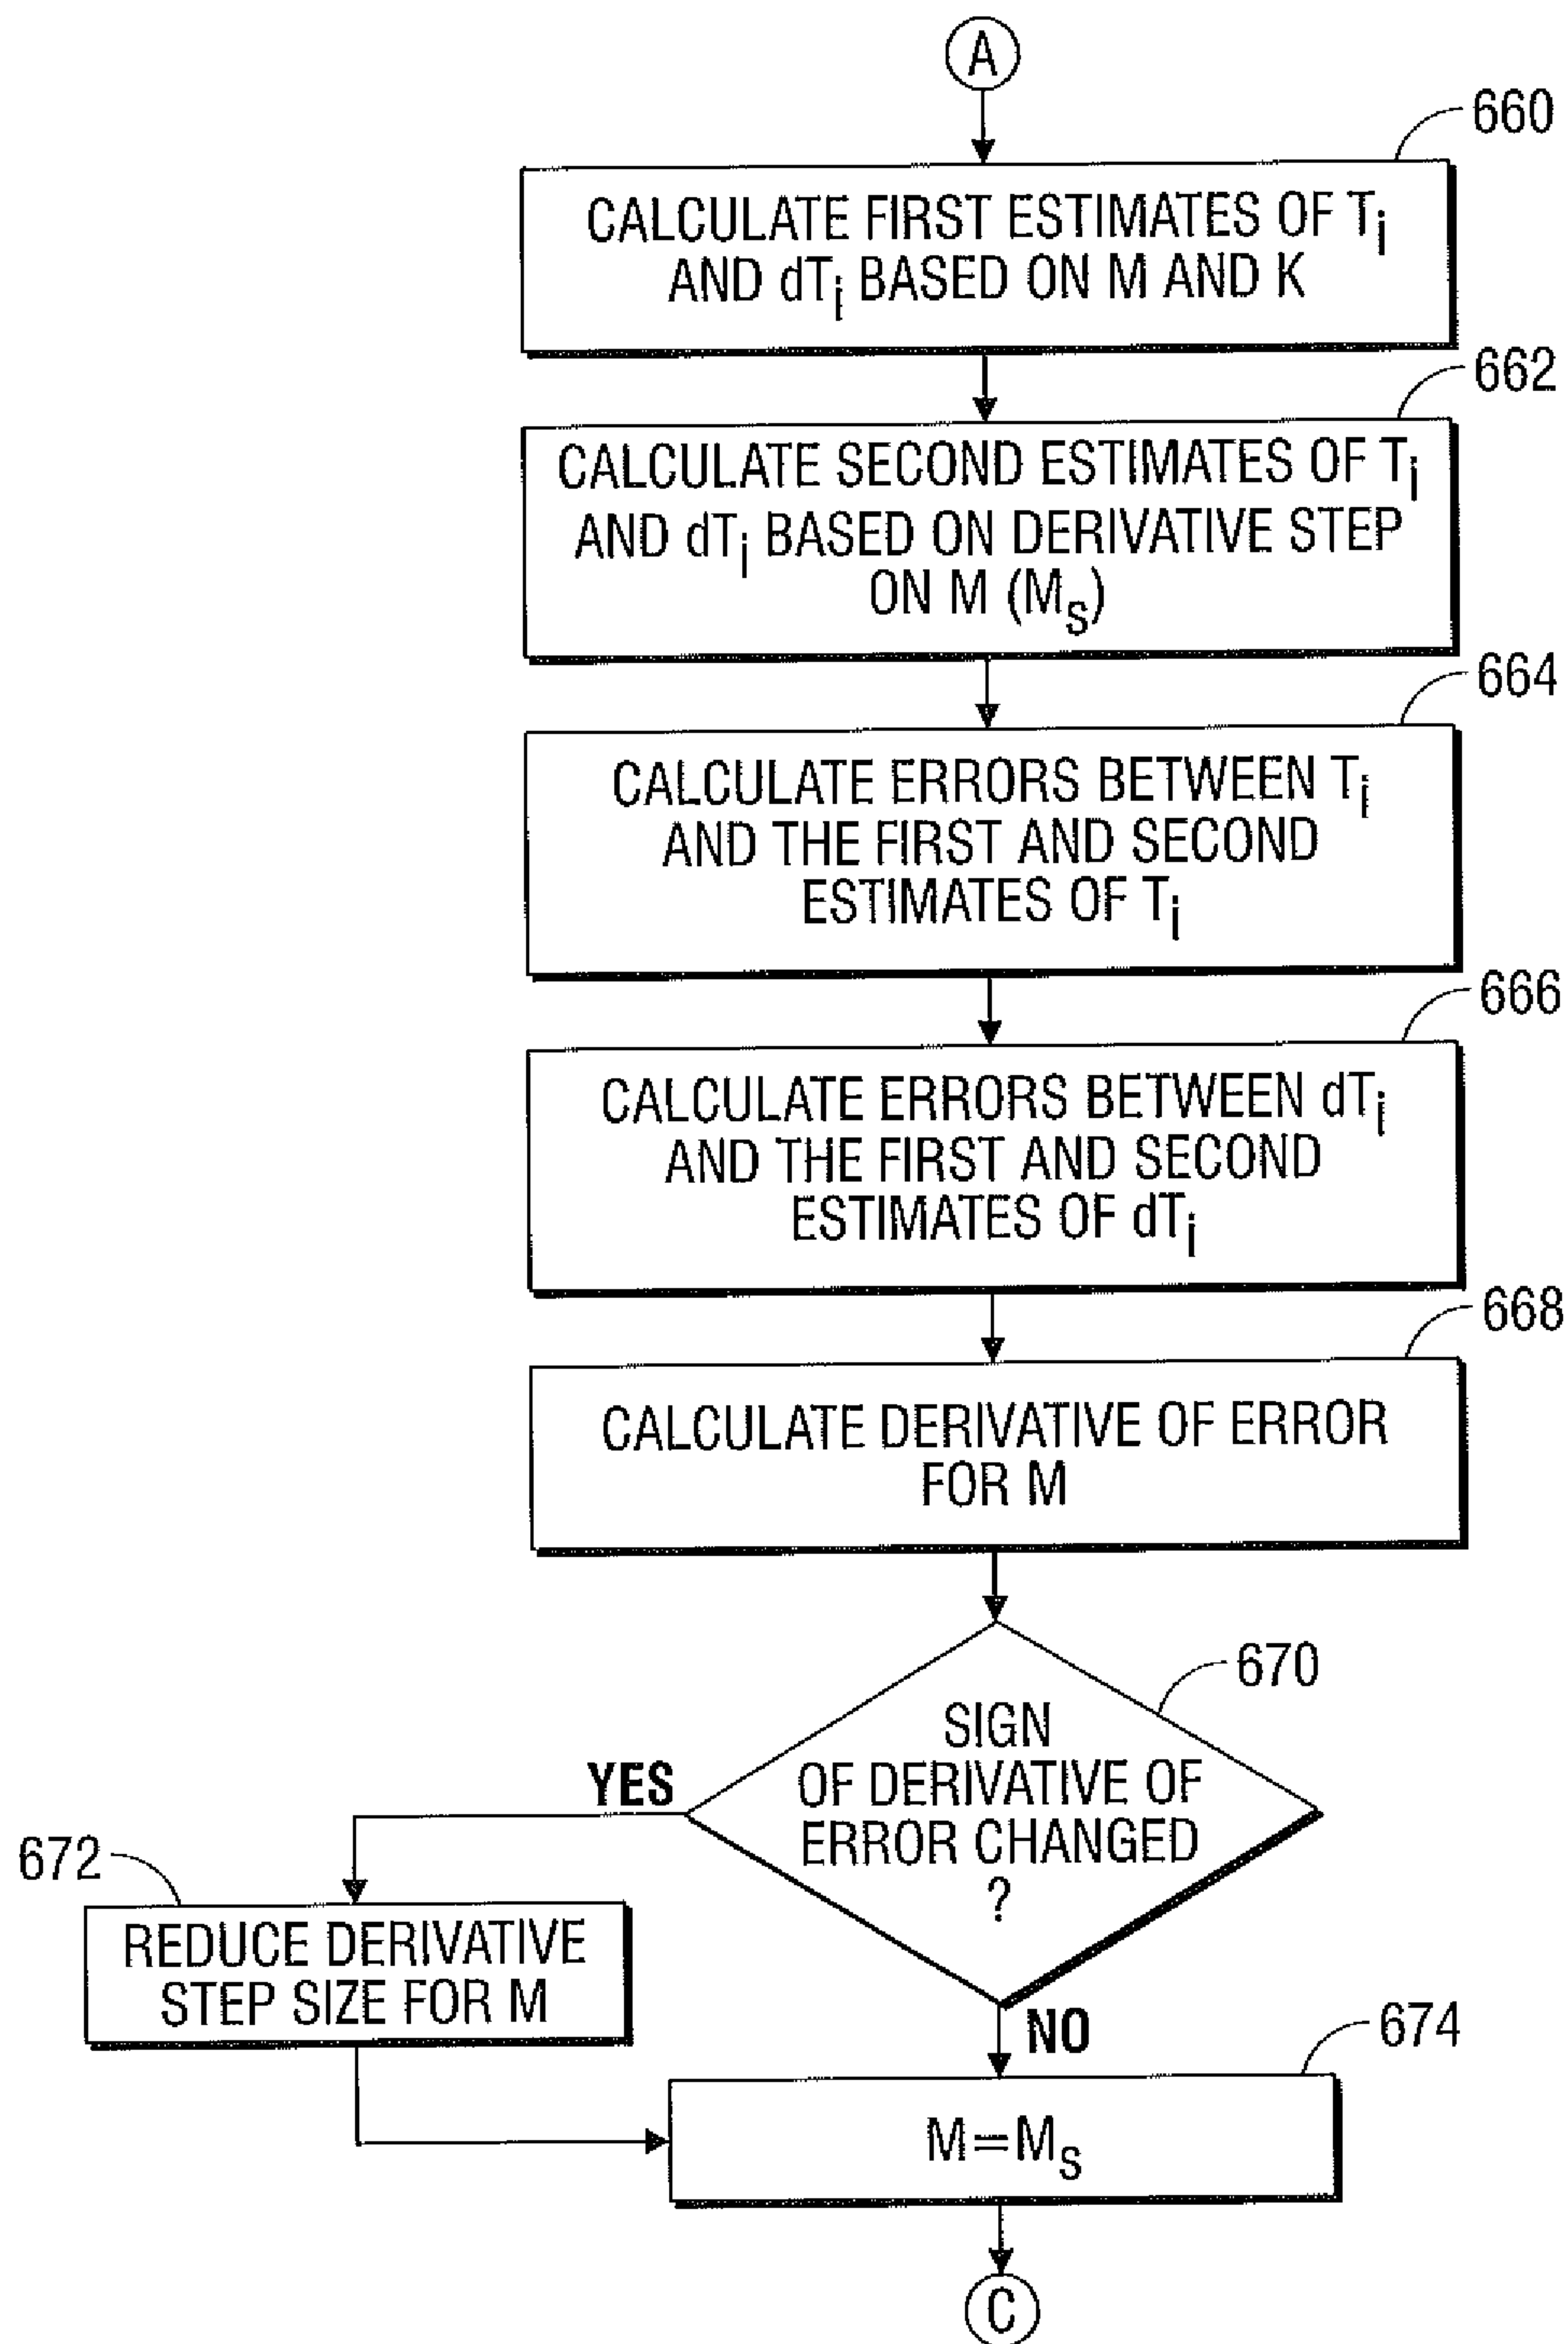 A
660
CALCULATE FIRST ESTIMATES OF Ti
AND dTi BASED ON M AND K
662
CALCULATE SECOND ESTIMATES OF Ti
AND dTi BASED ON DERIVATIVE STEP
ON M (Ms)
664
CALCULATE ERRORS BETWEEN Ti
AND THE FIRST AND SECOND
ESTIMATES OF Ti
666
CALCULATE ERRORS BETWEEN dTi
AND THE FIRST AND SECOND
ESTIMATES OF dTi
668
CALCULATE DERIVATIVE OF ERROR
FOR M
670
SIGN
OF DERIVATIVE OF
ERROR CHANGED
?
YES
672
REDUCE DERIVATIVE
STEP SIZE FOR M
NO
674
M=Ms
C